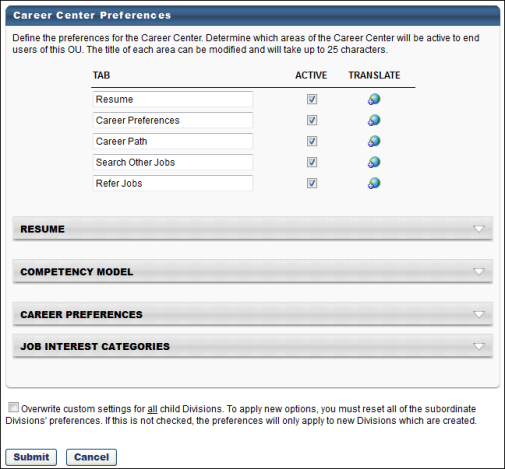 Career Center Preferences
Define the preferences for the Career Center. Determine which areas of the Career Center will be active to end
users of this OU. The title of each area can be modified and will take up to 25 characters.
TAB ACTIVE TRANSLATE
Resume
Career Preferences
Career Path
Search Other Jobs
Refer Jobs
RESUME
COMPETENCY MODEL
CAREER PREFERENCES
JOB INTEREST CATEGORIES
Overwrite custom settings for all child Divisions. To apply new options, you must reset all of the subordinate
Divisions' preferences. If this is not checked, the preferences will only apply to new Divisions which are created.
Submit Cancel